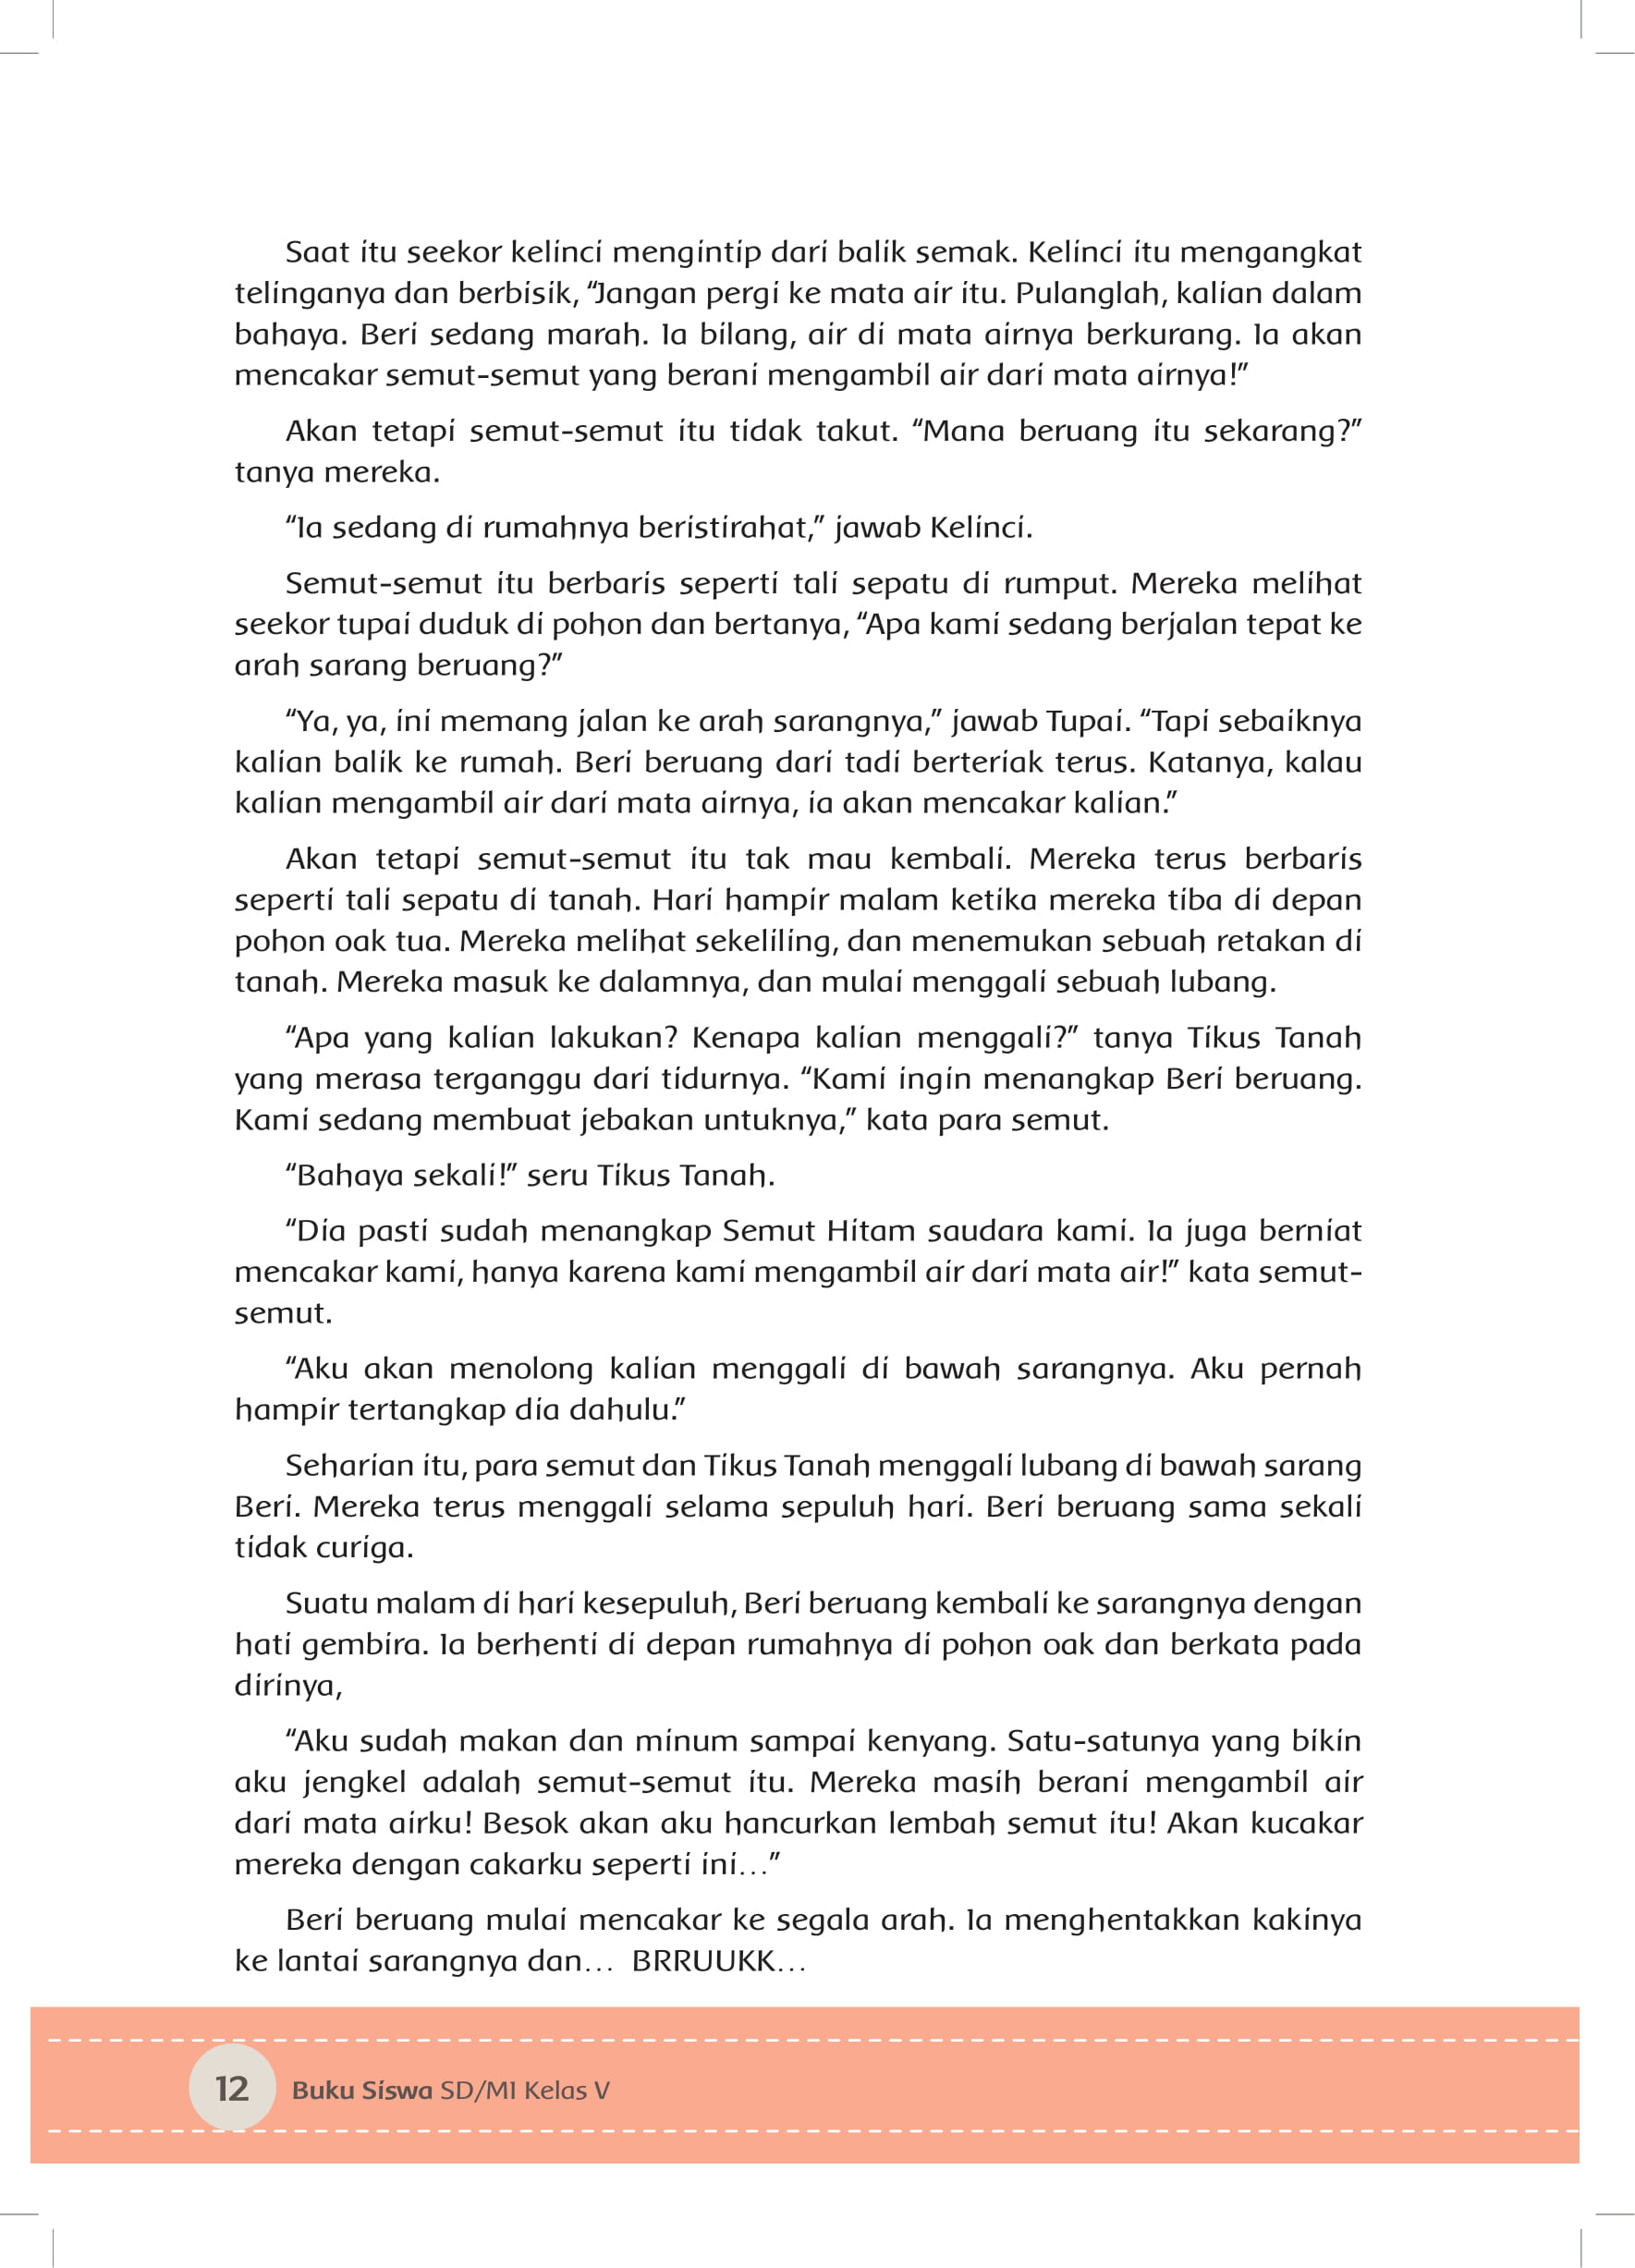 Saat itu seekor kelinci mengintip dari balik semak. Kelinci itu mengangkat
telinganya dan berbisik, “Jangan pergi ke mata air itu. Pulanglah, kalian dalam
bahaya. Beri sedang marah. Ia bilang, air di mata airnya berkurang. Ia akan
mencakar semut-semut yang berani mengambil air dari mata airnya!”
Akan tetapi semut-semut itu tidak takut. “Mana beruang itu sekarang?”
tanya mereka.
“Ia sedang di rumahnya beristirahat,” jawab Kelinci.
Semut-semut itu berbaris seperti tali sepatu di rumput. Mereka melihat
seekor tupai duduk di pohon dan bertanya, “Apa kami sedang berjalan tepat ke
arah sarang beruang?”
“Ya, ya, ini memang jalan ke arah sarangnya,” jawab Tupai. “Tapi sebaiknya
kalian balik ke rumah. Beri beruang dari tadi berteriak terus. Katanya, kalau
kalian mengambil air dari mata airnya, ia akan mencakar kalian.”
Akan tetapi semut-semut itu tak mau kembali. Mereka terus berbaris
seperti tali sepatu di tanah. Hari hampir malam ketika mereka tiba di depan
pohon oak tua. Mereka melihat sekeliling, dan menemukan sebuah retakan di
tanah. Mereka masuk ke dalamnya, dan mulai menggali sebuah lubang.
“Apa yang kalian lakukan? Kenapa kalian menggali?” tanya Tikus Tanah
yang merasa terganggu dari tidurnya. “Kami ingin menangkap Beri beruang.
Kami sedang membuat jebakan untuknya,” kata para semut.
“Bahaya sekali!” seru Tikus Tanah.
“Dia pasti sudah menangkap Semut Hitam saudara kami. Ia juga berniat
mencakar kami, hanya karena kami mengambil air dari mata air!” kata semut-
semut.
“Aku akan menolong kalian menggali di bawah sarangnya. Aku pernah
hampir tertangkap dia dahulu.”
Seharian itu, para semut dan Tikus Tanah menggali lubang di bawah sarang
Beri. Mereka terus menggali selama sepuluh hari. Beri beruang sama sekali
tidak curiga.
Suatu malam di hari kesepuluh, Beri beruang kembali ke sarangnya dengan
hati gembira. Ia berhenti di depan rumahnya di pohon oak dan berkata pada
dirinya,
“Aku sudah makan dan minum sampai kenyang. Satu-satunya yang bikin
aku jengkel adalah semut-semut itu. Mereka masih berani mengambil air
dari mata airku! Besok akan aku hancurkan lembah semut itu! Akan kucakar
mereka dengan cakarku seperti ini…”
Beri beruang mulai mencakar ke segala arah. Ia menghentakkan kakinya
ke lantai sarangnya dan… BRRUUKK…
12 Buku Siswa SD/MI Kelas V